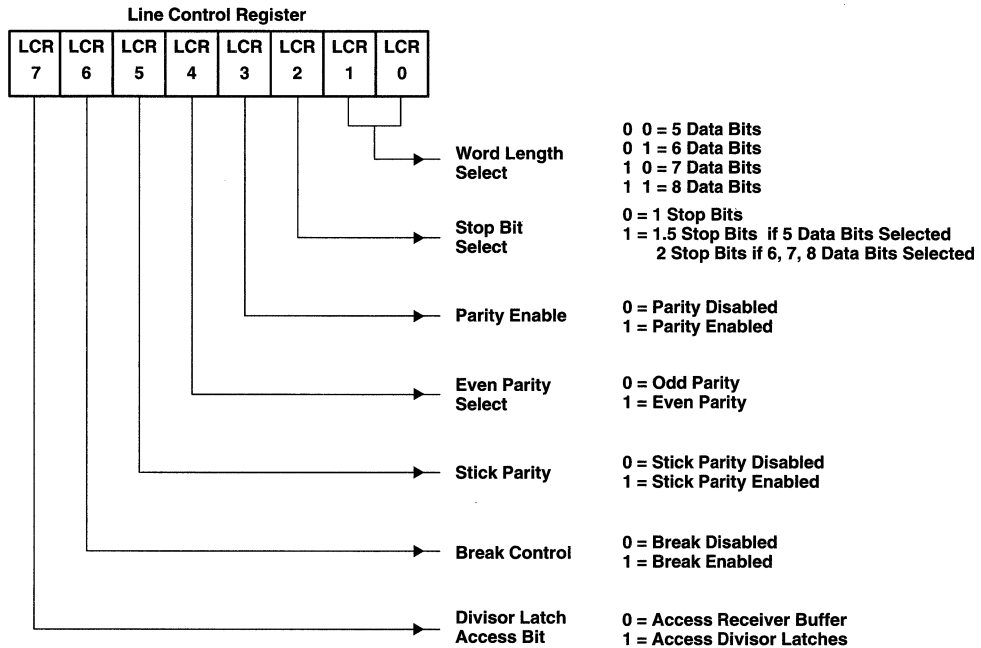 Line Control Register
LCR 7 LCR 6 LCR 5 LCR 4 LCR 3 LCR 2 LCR 1 LCR 0
Word Length
Select
0 0 = 5 Data Bits
0 1 = 6 Data Bits
1 0 = 7 Data Bits
1 1 = 8 Data Bits
Stop Bit
Select
0 = 1 Stop Bits
1 = 1.5 Stop Bits if 5 Data Bits Selected
2 Stop Bits if 6, 7, 8 Data Bits Selected
Parity Enable
0 = Parity Disabled
1 = Parity Enabled
Even Parity
Select
0 = Odd Parity
1 = Even Parity
Stick Parity
0 = Stick Parity Disabled
1 = Stick Parity Enabled
Break Control
0 = Break Disabled
1 = Break Enabled
Divisor Latch
Access Bit
0 = Access Receiver Buffer
1 = Access Divisor Latches